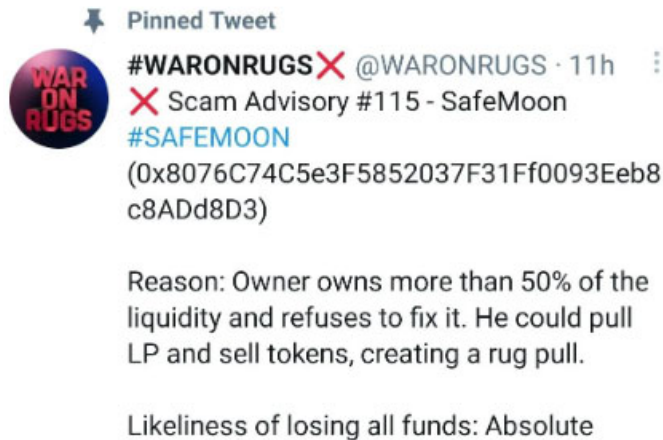 Pinned Tweet
WAR
ON
RUGS
#WARONRUGS❌ @WARONRUGS · 11h
❌ Scam Advisory #115 - SafeMoon
#SAFEMOON
(0x8076C74C5e3F5852037F31Ff0093Eeb8
c8ADd8D3)
Reason: Owner owns more than 50% of the
liquidity and refuses to fix it. He could pull
LP and sell tokens, creating a rug pull.
Likeliness of losing all funds: Absolute